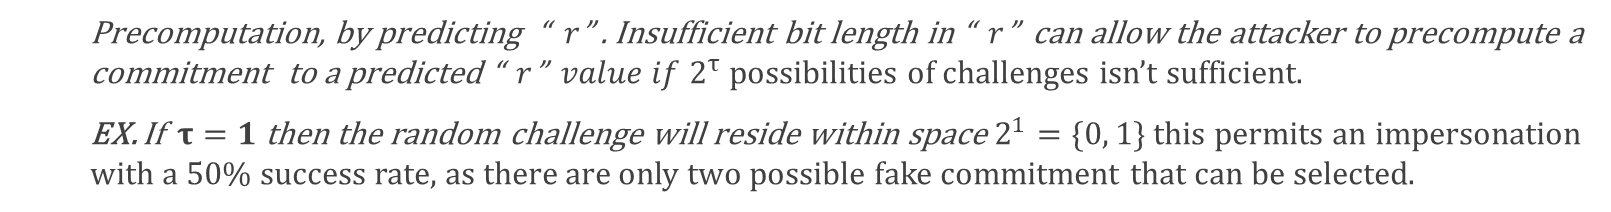 Precomputation, by predicting “ r ”. Insufficient bit length in “ r ” can allow the attacker to precompute a
commitment to a predicted “ r ” value if 2^τ possibilities of challenges isn’t sufficient.
EX. If τ = 1 then the random challenge will reside within space 2^1 = {0, 1} this permits an impersonation
with a 50% success rate, as there are only two possible fake commitment that can be selected.